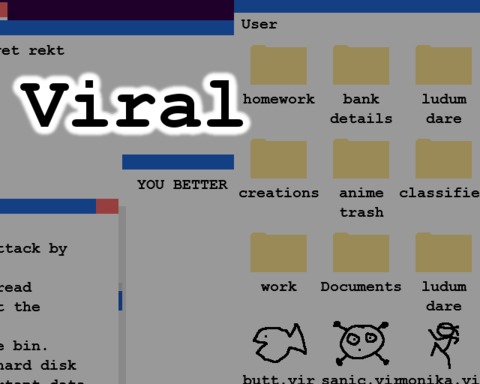 get rekt
User
Viral
homework bank details ludum dare
YOU BETTER
creations anime trash classifie
ttack by
read
t the
work Documents ludum dare
e bin.
hard disk
butt.vir sanic.vir monika.vi